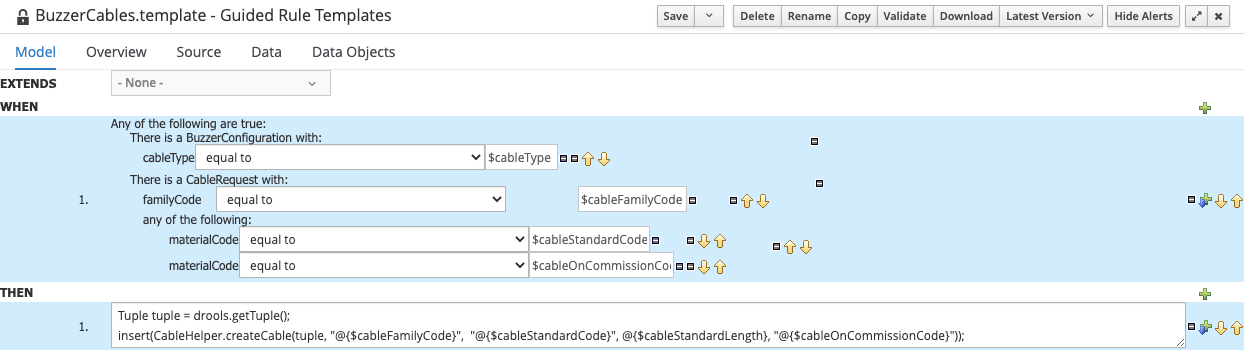 BuzzerCables.template - Guided Rule Templates
Save Delete Rename Copy Validate Download Latest Version Hide Alerts
Model Overview Source Data Data Objects
EXTENDS - None -
WHEN
Any of the following are true:
There is a BuzzerConfiguration with:
cableType equal to $cableType
There is a CableRequest with:
1. familyCode equal to $cableFamilyCode
any of the following:
materialCode equal to $cableStandardCode
materialCode equal to $cableOnCommissionCo
THEN
1. Tuple tuple = drools.getTuple();
insert(CableHelper.createCable(tuple, "@{$cableFamilyCode}", "@{$cableStandardCode}", @{$cableStandardLength}, "@{$cableOnCommissionCode}"));